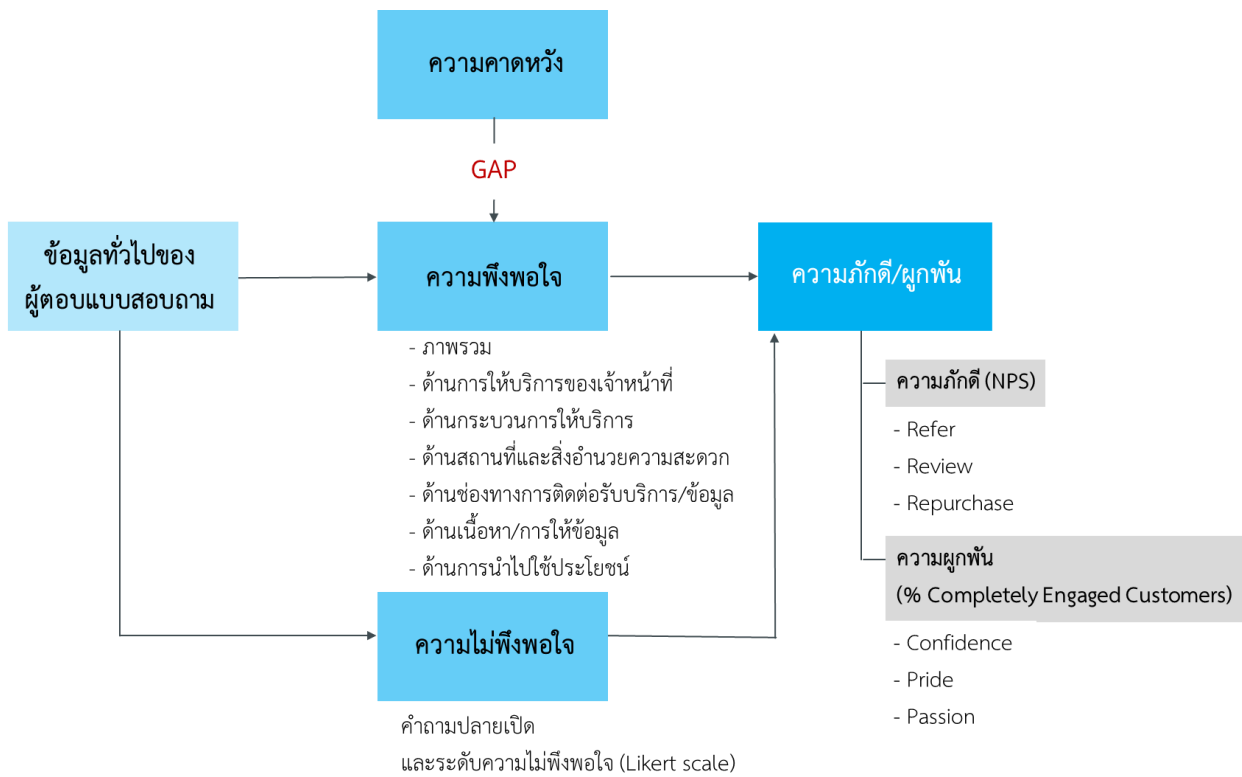 ความคาดหวัง
GAP
ข้อมูลทั่วไปของ
ผู้ตอบแบบสอบถาม
ความพึงพอใจ
- ภาพรวม
- ด้านการให้บริการของเจ้าหน้าที่
- ด้านกระบวนการให้บริการ
- ด้านสถานที่และสิ่งอำนวยความสะดวก
- ด้านช่องทางการติดต่อรับบริการ/ข้อมูล
- ด้านเนื้อหา/การให้ข้อมูล
- ด้านการนำไปใช้ประโยชน์
ความไม่พึงพอใจ
คำถามปลายเปิด
และระดับความไม่พึงพอใจ (Likert scale)
ความภักดี/ผูกพัน
ความภักดี (NPS)
- Refer
- Review
- Repurchase
ความผูกพัน
(% Completely Engaged Customers)
- Confidence
- Pride
- Passion